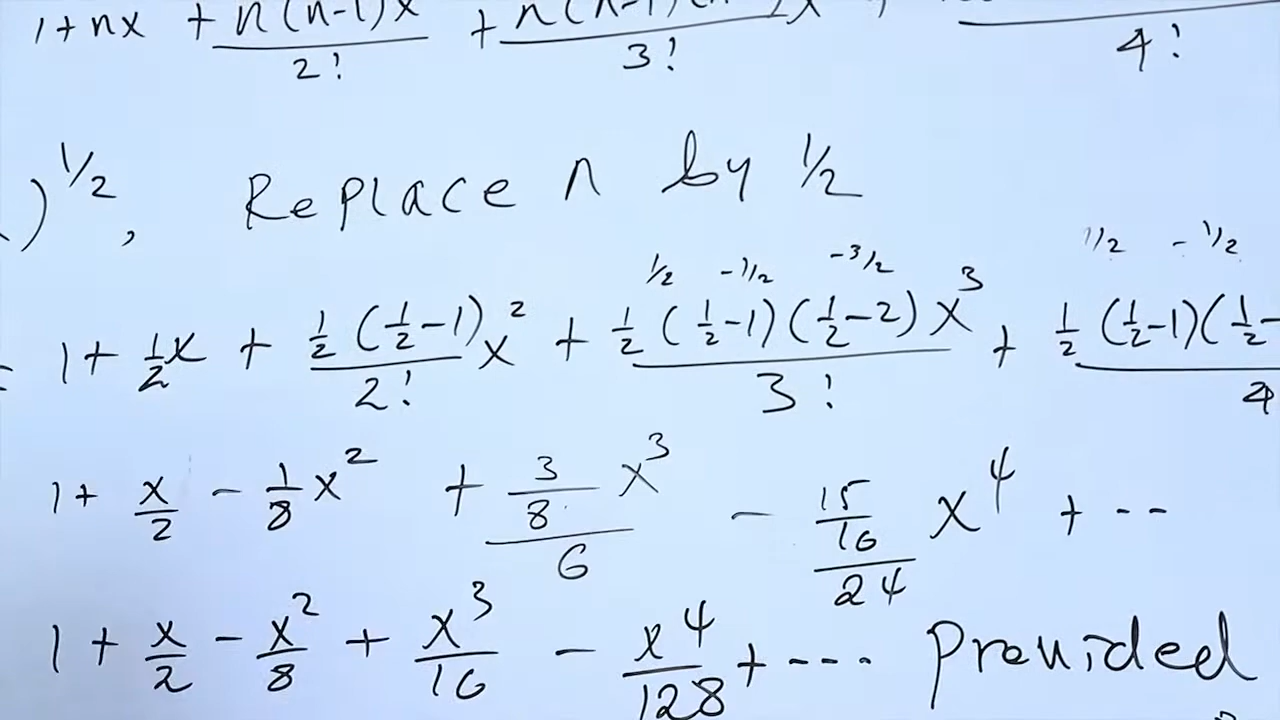 1 + nx + n(n-1)x / 2! + n(n-1) x / 3! / 4!
)^1/2, Replace n by 1/2
1/2 -1/2 -3/2 1/2 -1/2
= 1 + 1/2 x + 1/2 (1/2 - 1) / 2! x^2 + 1/2 (1/2 - 1)(1/2 - 2) x^3 / 3! + 1/2 (1/2 - 1)(1/2 - / 4
1 + x/2 - 1/8 x^2 + 3/8 / 6 x^3 - 15/16 / 24 x^4 + --
1 + x/2 - x^2/8 + x^3/16 - x^4/128 + --- Provided